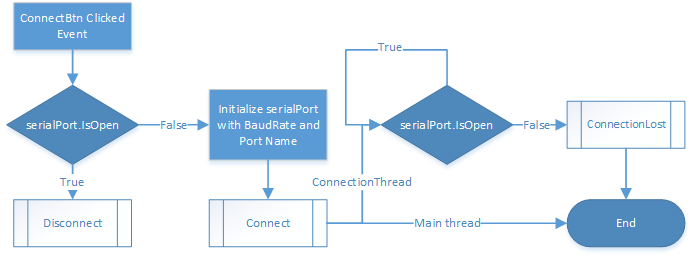 ConnectBtn Clicked
Event
serialPort.IsOpen
False
True
Disconnect
Initialize serialPort
with BaudRate and
Port Name
Connect
ConnectionThread
Main thread
True
serialPort.IsOpen
False
ConnectionLost
End